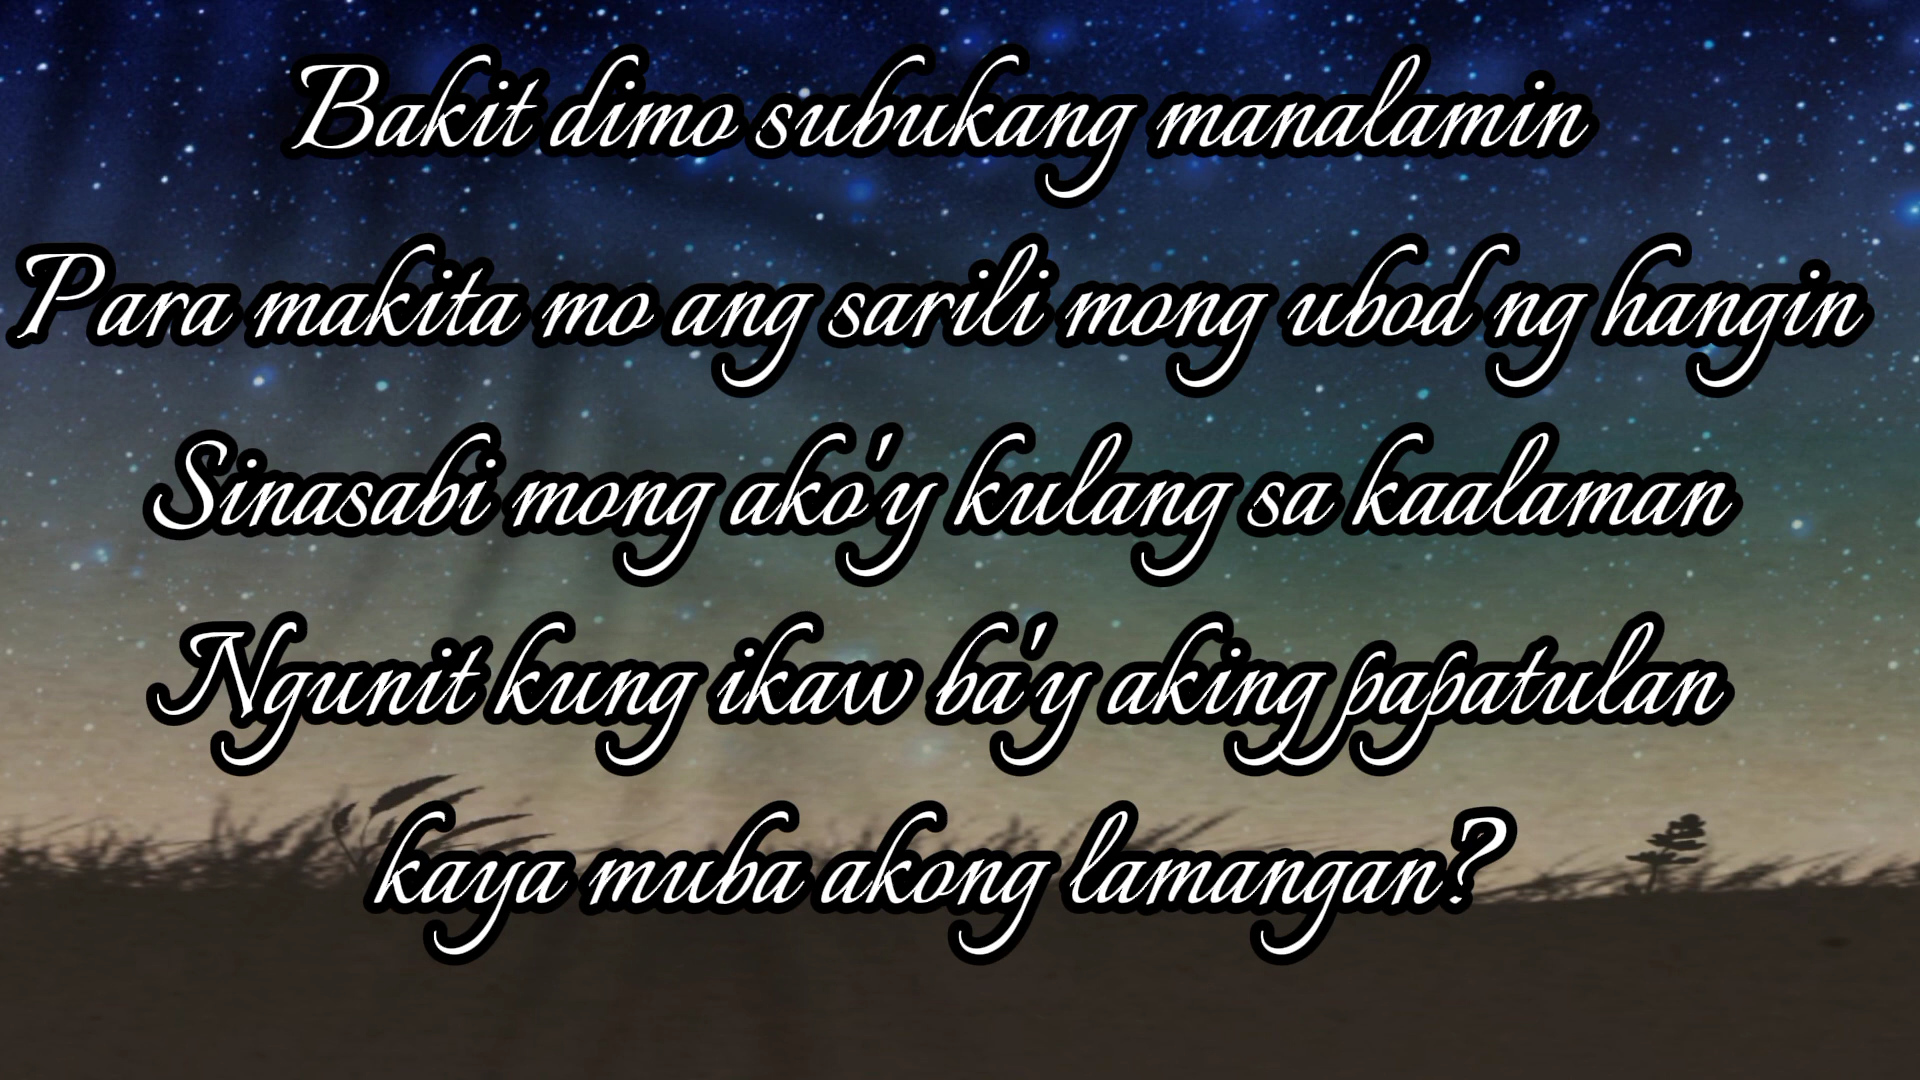 Bakit dimo subukang manalamin
Para makita mo ang sarili mong ubod ng hangin
Sinasabi mong ako'y kulang sa kaalaman
Ngunit kung ikaw ba'y aking papatulan
kaya muba akong lamangan?